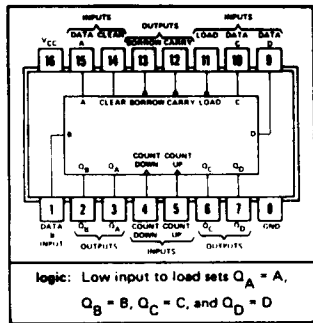 INPUTS INPUTS
OUTPUTS
DATA DATA DATA
VCC A CLEAR BORROW CARRY LOAD C D
16 15 14 13 12 11 10 9
A CLEAR BORROW CARRY LOAD C
B D
QB QA COUNT DOWN COUNT UP QC QD
1 2 3 4 5 6 7 8
DATA B INPUT QB QA COUNT DOWN COUNT UP QC QD GND
OUTPUTS INPUTS OUTPUTS
logic: Low input to load sets QA = A,
QB = B, QC = C, and QD = D